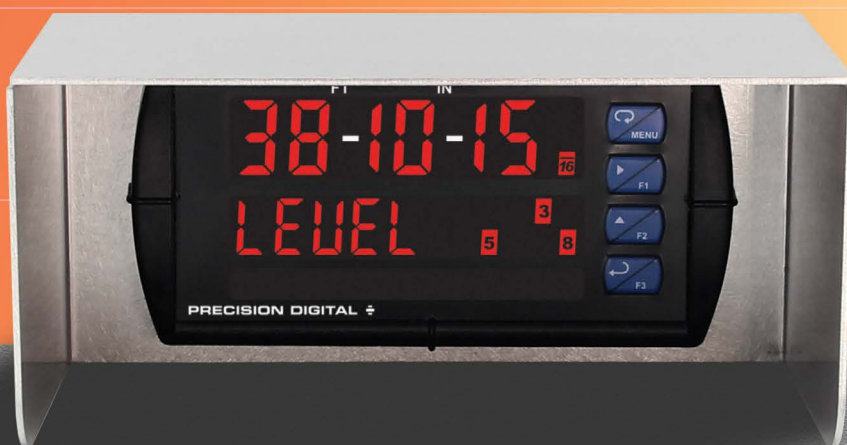 FT IN
38-10-15 16
LEVEL 5 3 8
PRECISION DIGITAL
MENU
F1
F2
F3